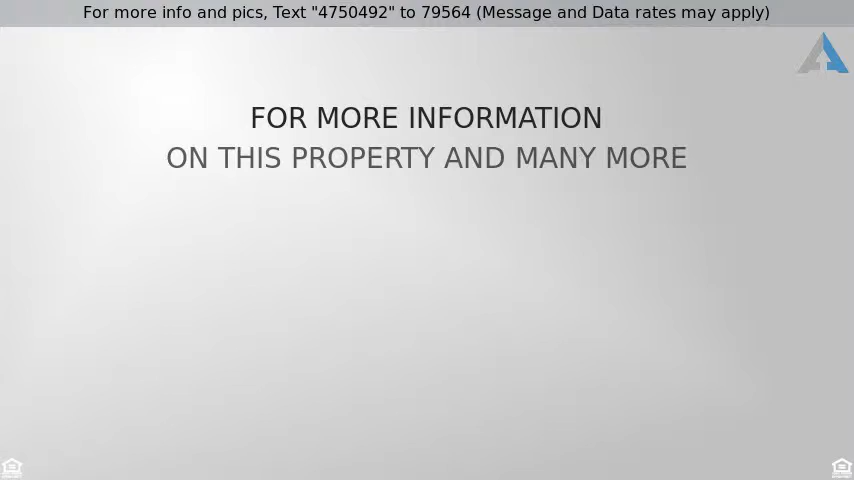 For more info and pics, Text "4750492" to 79564 (Message and Data rates may apply)
FOR MORE INFORMATION
ON THIS PROPERTY AND MANY MORE